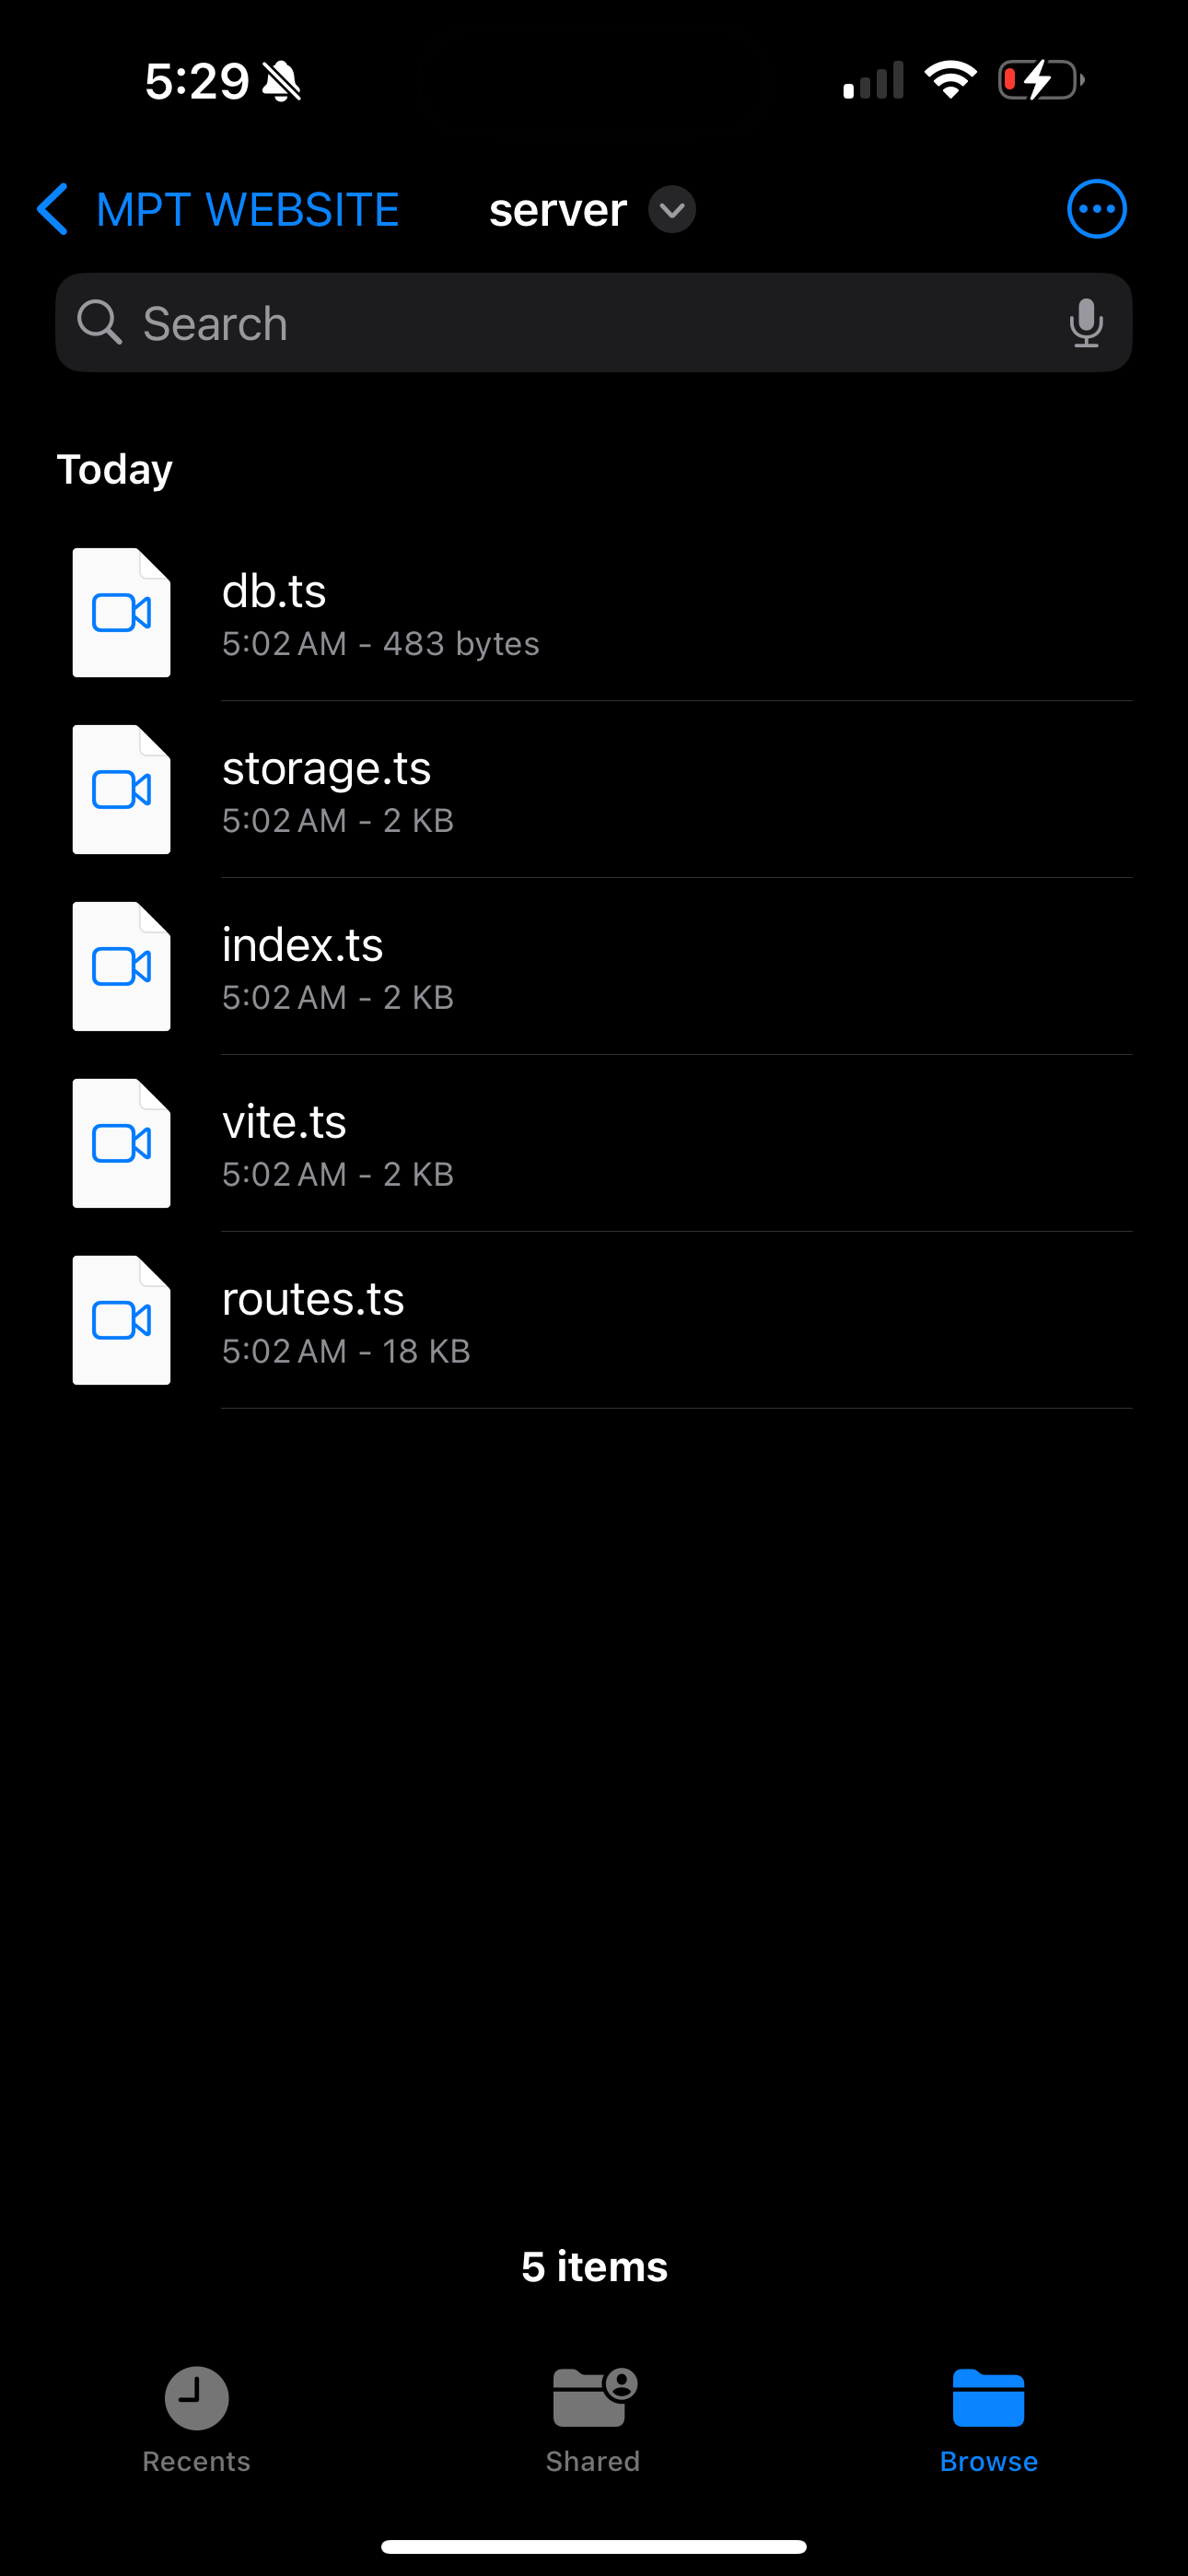 5:29
MPT WEBSITE
server
Search
Today
db.ts
5:02 AM - 483 bytes
storage.ts
5:02 AM - 2 KB
index.ts
5:02 AM - 2 KB
vite.ts
5:02 AM - 2 KB
routes.ts
5:02 AM - 18 KB
5 items
Recents
Shared
Browse